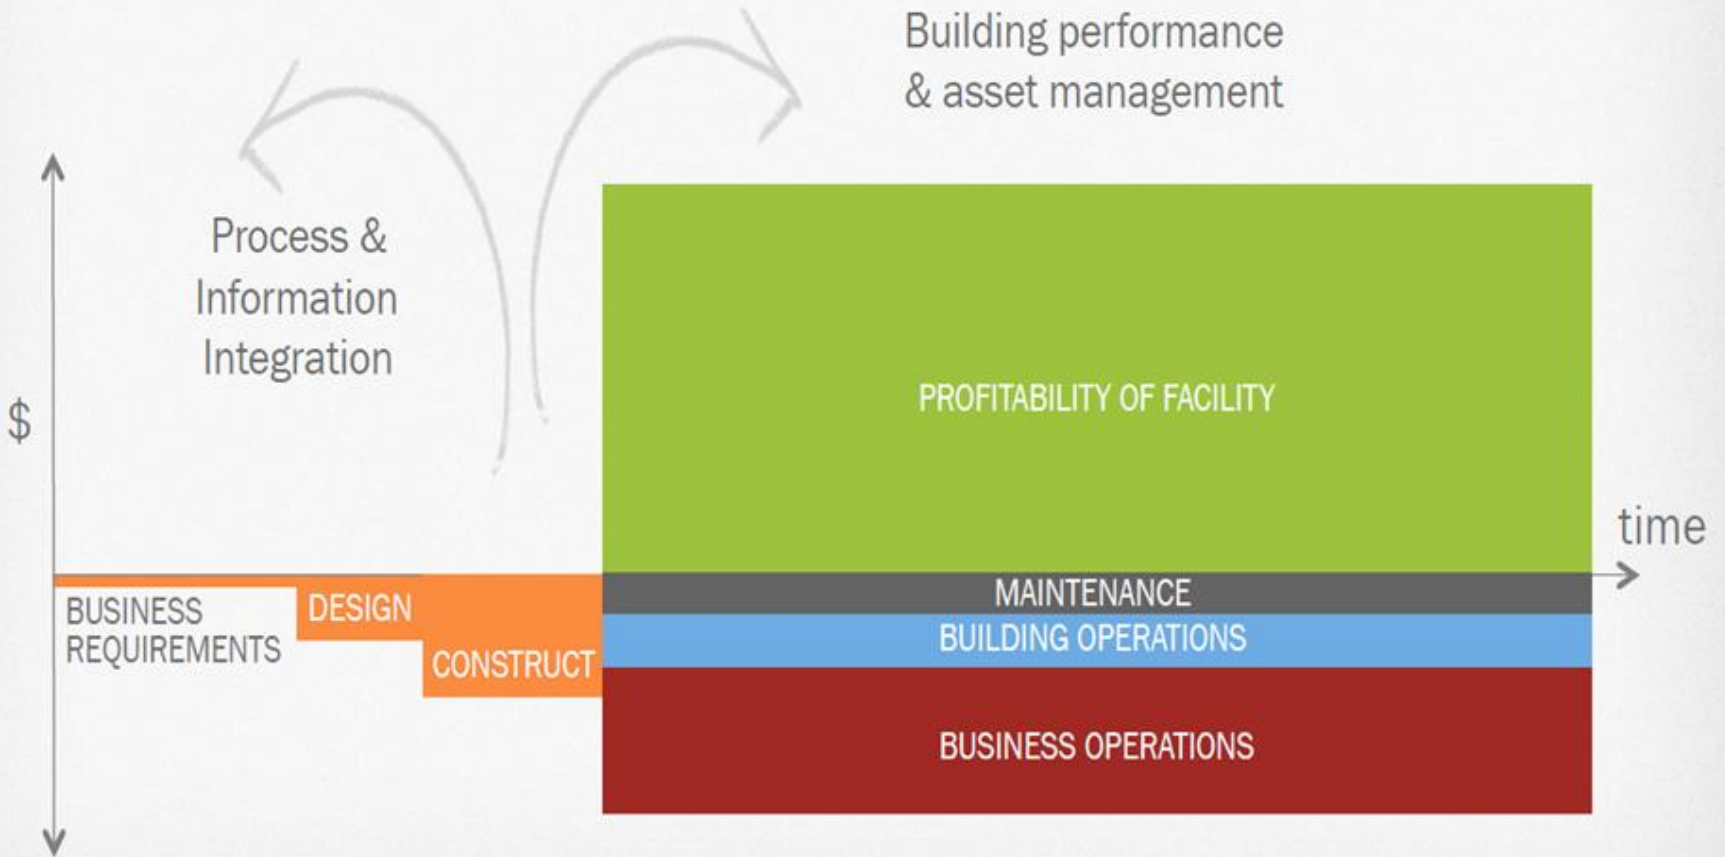 Building performance
& asset management
Process &
Information
Integration
$
PROFITABILITY OF FACILITY
time
MAINTENANCE
BUSINESS
REQUIREMENTS
DESIGN
CONSTRUCT
BUILDING OPERATIONS
BUSINESS OPERATIONS